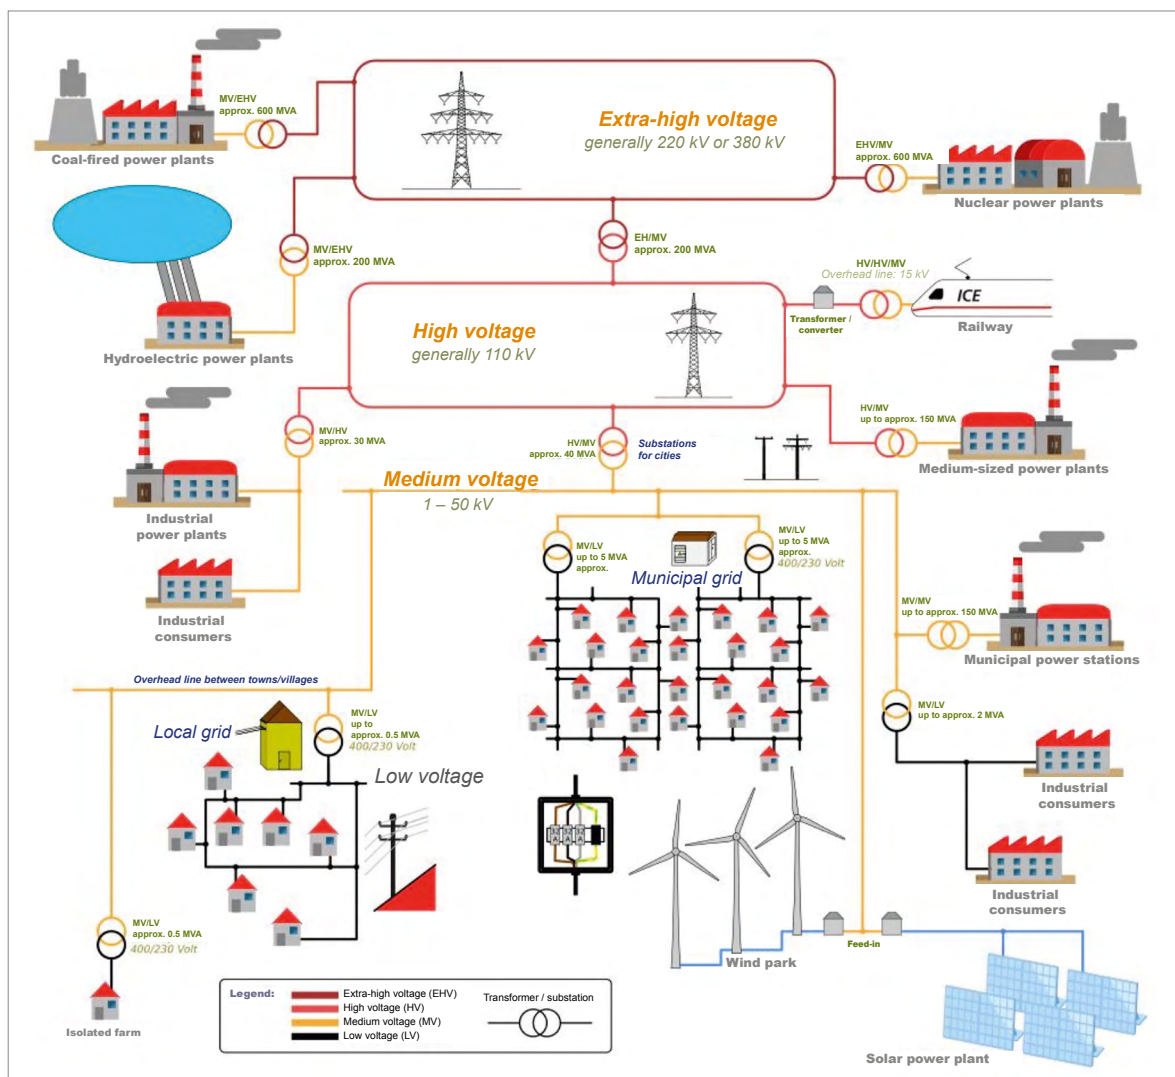 MV/EHV
approx. 600 MVA
Coal-fired power plants
Extra-high voltage
generally 220 kV or 380 kV
EHV/MV
approx. 600 MVA
Nuclear power plants
MV/EHV
approx. 200 MVA
Hydroelectric power plants
EH/MV
approx. 200 MVA
HV/HV/MV
Overhead line: 15 kV
ICE
Transformer /
converter
Railway
High voltage
generally 110 kV
MV/HV
approx. 30 MVA
Industrial
power plants
Industrial
consumers
HV/MV
approx. 40 MVA
Substations
for cities
HV/MV
up to approx. 150 MVA
Medium-sized power plants
Medium voltage
1 – 50 kV
MV/LV
up to 5 MVA
approx.
MV/LV
up to 5 MVA
approx.
400/230 Volt
Municipal grid
MV/MV
up to approx. 150 MVA
Municipal power stations
Overhead line between towns/villages
Local grid
MV/LV
up to
approx. 0.5 MVA
400/230 Volt
Low voltage
MV/LV
up to approx. 2 MVA
Industrial
consumers
Industrial
consumers
MV/LV
approx. 0.5 MVA
400/230 Volt
Isolated farm
Wind park
Feed-in
Solar power plant
Legend:
Extra-high voltage (EHV)
High voltage (HV)
Medium voltage (MV)
Low voltage (LV)
Transformer / substation